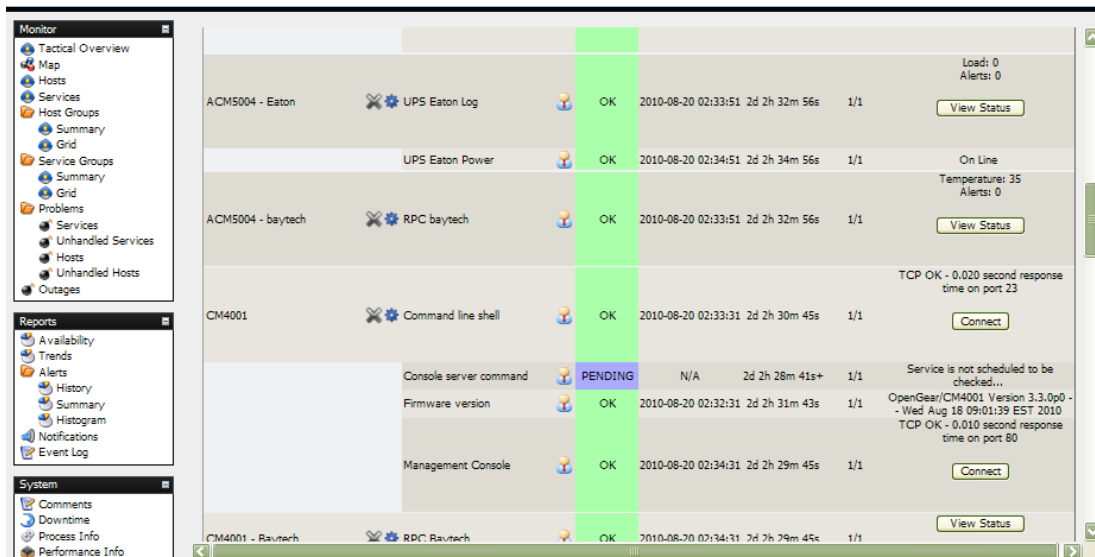 Monitor
Tactical Overview
Map
Hosts
Services
Host Groups
Summary
Grid
Service Groups
Summary
Grid
Problems
Services
Unhandled Services
Hosts
Unhandled Hosts
Outages
Reports
Availability
Trends
Alerts
History
Summary
Histogram
Notifications
Event Log
System
Comments
Downtime
Process Info
Performance Info
Load: 0
Alerts: 0
ACM5004 - Eaton UPS Eaton Log OK 2010-08-20 02:33:51 2d 2h 32m 56s 1/1
View Status
UPS Eaton Power OK 2010-08-20 02:34:51 2d 2h 34m 56s 1/1 On Line
Temperature: 35
Alerts: 0
ACM5004 - baytech RPC baytech OK 2010-08-20 02:33:51 2d 2h 32m 56s 1/1
View Status
TCP OK - 0.020 second response
time on port 23
CM4001 Command line shell OK 2010-08-20 02:33:31 2d 2h 30m 45s 1/1
Connect
Console server command PENDING N/A 2d 2h 28m 41s+ 1/1 Service is not scheduled to be
checked...
Firmware version OK 2010-08-20 02:32:31 2d 2h 31m 43s 1/1 OpenGear/CM4001 Version 3.3.0p0 -
- Wed Aug 18 09:01:39 EST 2010
TCP OK - 0.010 second response
time on port 80
Management Console OK 2010-08-20 02:34:31 2d 2h 29m 45s 1/1
Connect
View Status
CM4001 - Baytech RPC Baytech OK 2010-08-20 02:34:31 2d 2h 29m 45s 1/1